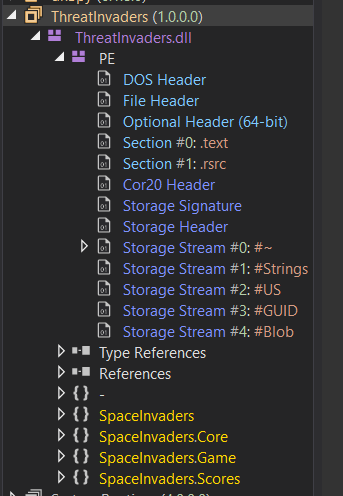 ThreatInvaders (1.0.0.0)
ThreatInvaders.dll
PE
DOS Header
File Header
Optional Header (64-bit)
Section #0: .text
Section #1: .rsrc
Cor20 Header
Storage Signature
Storage Header
Storage Stream #0: #~
Storage Stream #1: #Strings
Storage Stream #2: #US
Storage Stream #3: #GUID
Storage Stream #4: #Blob
Type References
References
{} -
{} SpaceInvaders
{} SpaceInvaders.Core
{} SpaceInvaders.Game
{} SpaceInvaders.Scores